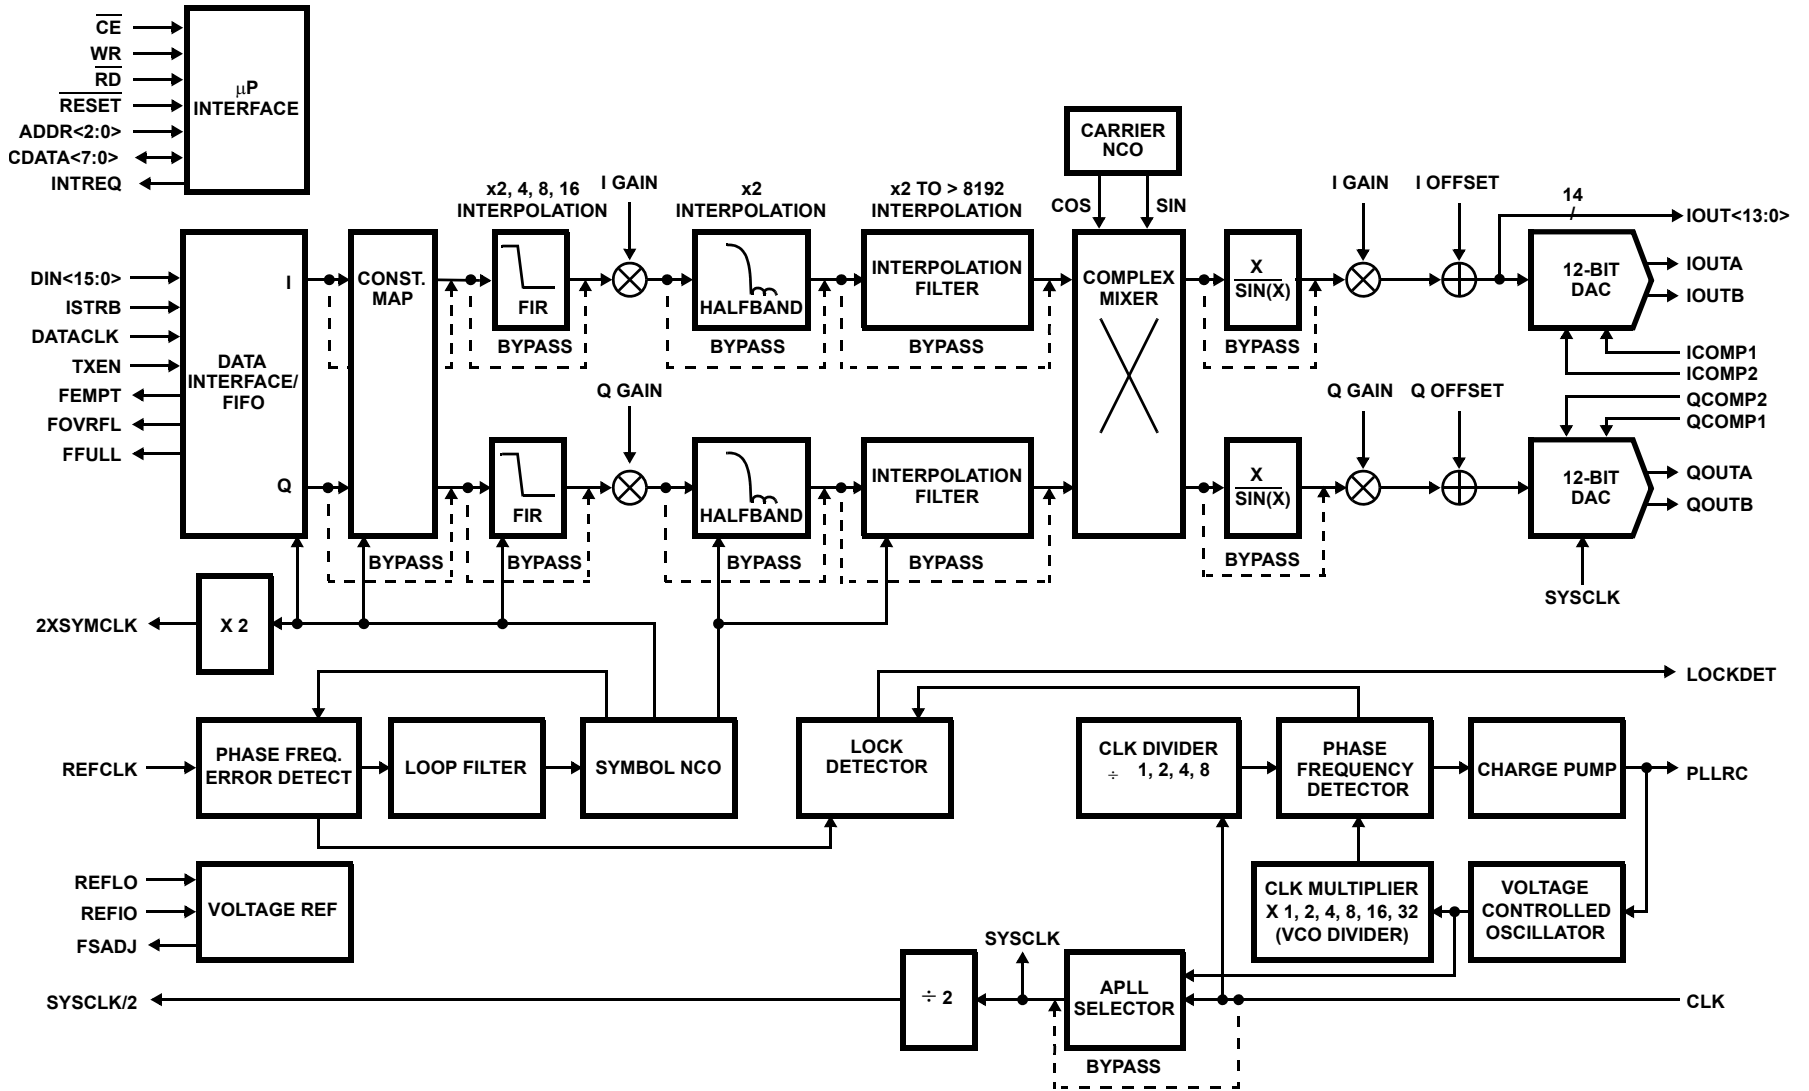 CE
WR
RD
RESET
ADDR<2:0>
CDATA<7:0>
INTREQ
µP
INTERFACE
CARRIER
NCO
COS
SIN
x2, 4, 8, 16
INTERPOLATION
I GAIN
x2
INTERPOLATION
x2 TO > 8192
INTERPOLATION
I GAIN
I OFFSET
14
/
IOUT<13:0>
DIN<15:0>
ISTRB
DATACLK
TXEN
FEMPT
FOVRFL
FFULL
I
DATA
INTERFACE/
FIFO
Q
CONST.
MAP
FIR
BYPASS
HALFBAND
BYPASS
INTERPOLATION
FILTER
BYPASS
COMPLEX
MIXER
X
SIN(X)
BYPASS
12-BIT
DAC
IOUTA
IOUTB
ICOMP1
ICOMP2
QCOMP2
QCOMP1
Q GAIN
Q GAIN
Q OFFSET
FIR
HALFBAND
INTERPOLATION
FILTER
X
SIN(X)
12-BIT
DAC
QOUTA
QOUTB
BYPASS
BYPASS
BYPASS
BYPASS
BYPASS
SYSCLK
2XSYMCLK
X 2
LOCKDET
REFCLK
PHASE FREQ.
ERROR DETECT
LOOP FILTER
SYMBOL NCO
LOCK
DETECTOR
CLK DIVIDER
÷ 1, 2, 4, 8
PHASE
FREQUENCY
DETECTOR
CHARGE PUMP
PLLRC
REFLO
REFIO
FSADJ
VOLTAGE REF
CLK MULTIPLIER
X 1, 2, 4, 8, 16, 32
(VCO DIVIDER)
VOLTAGE
CONTROLLED
OSCILLATOR
SYSCLK
SYSCLK/2
÷ 2
APLL
SELECTOR
CLK
BYPASS